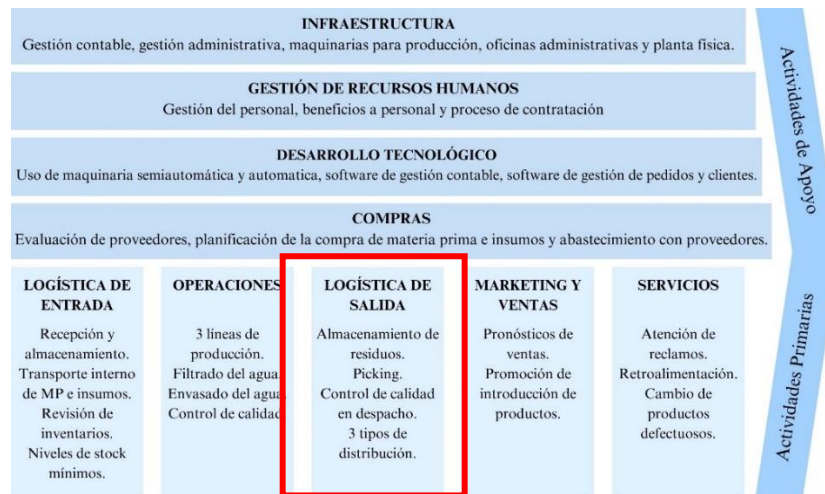 INFRAESTRUCTURA
Gestión contable, gestión administrativa, maquinarias para producción, oficinas administrativas y planta física.
GESTIÓN DE RECURSOS HUMANOS
Gestión del personal, beneficios a personal y proceso de contratación
DESARROLLO TECNOLÓGICO
Uso de maquinaria semiautomática y automatica, software de gestión contable, software de gestión de pedidos y clientes.
COMPRAS
Evaluación de proveedores, planificación de la compra de materia prima e insumos y abastecimiento con proveedores.
Actividades de Apoyo
LOGÍSTICA DE
ENTRADA
Recepción y
almacenamiento.
Transporte interno
de MP e insumos.
Revisión de
inventarios.
Niveles de stock
mínimos.
OPERACIONES
3 líneas de
producción.
Filtrado del agua.
Envasado del agua.
Control de calidad
LOGÍSTICA DE
SALIDA
Almacenamiento de
residuos.
Picking.
Control de calidad
en despacho.
3 tipos de
distribución.
MARKETING Y
VENTAS
Pronósticos de
ventas.
Promoción de
introducción de
productos.
SERVICIOS
Atención de
reclamos.
Retroalimentación.
Cambio de
productos
defectuosos.
Actividades Primarias